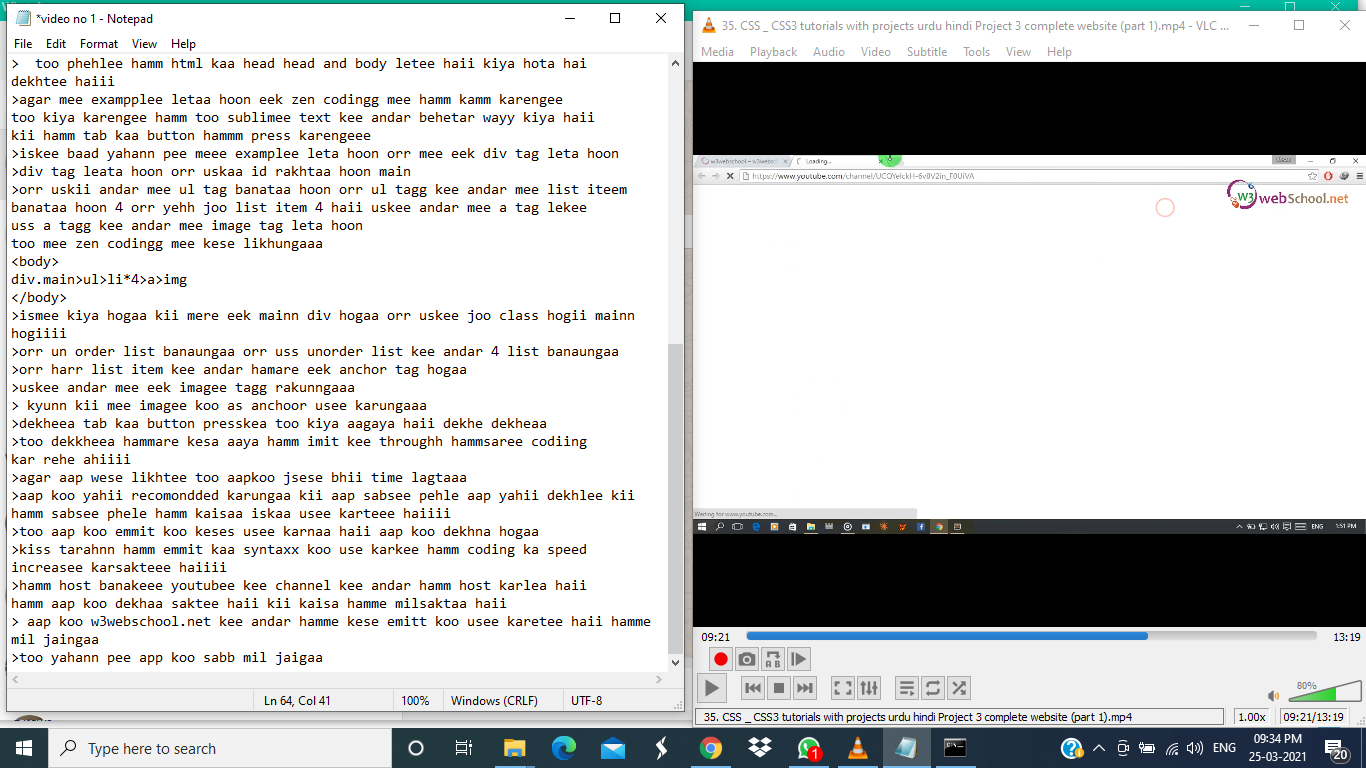 *video no 1 - Notepad
File Edit Format View Help
>  too phehlee hamm html kaa head head and body letee haii kiya hota hai
dekhtee haiii
>agar mee exampplee letaa hoon eek zen codingg mee hamm kamm karengee
too kiya karengee hamm too sublimee text kee andar behetar wayy kiya haii
kii hamm tab kaa button hammm press karengeee
>iskee baad yahann pee meee examplee leta hoon orr mee eek div tag leta hoon
>div tag leata hoon orr uskaa id rakhtaa hoon main
>orr uskii andar mee ul tag banataa hoon orr ul tagg kee andar mee list iteem
banataa hoon 4 orr yehh joo list item 4 haii uskee andar mee a tag lekee
uss a tagg kee andar mee image tag leta hoon
too mee zen codingg mee kese likhungaaa
<body>
div.main>ul>li*4>a>img
</body>
>ismee kiya hogaa kii mere eek mainn div hogaa orr uskee joo class hogii mainn
hogiiii
>orr un order list banaungaa orr uss unorder list kee andar 4 list banaungaa
>orr harr list item kee andar hamare eek anchor tag hogaa
>uskee andar mee eek imagee tagg rakunngaaa
> kyunn kii mee imagee koo as anchoor usee karungaaa
>dekheea tab kaa button presskea too kiya aagaya haii dekhe dekheaa
>too dekkheea hammare kesa aaya hamm imit kee throughh hammsaree codiing
kar rehe ahiiii
>agar aap wese likhtee too aapkoo jsese bhii time lagtaaa
>aap koo yahii recomondded karungaa kii aap sabsee pehle aap yahii dekhlee kii
hamm sabsee phele hamm kaisaa iskaa usee karteee haiiii
>too aap koo emmit koo keses usee karnaa haii aap koo dekhna hogaa
>kiss tarahnn hamm emmit kaa syntaxx koo use karkee hamm coding ka speed
increasee karsakteee haiiii
>hamm host banakeee youtubee kee channel kee andar hamm host karlea haii
hamm aap koo dekhaa saktee haii kii kaisa hamme milsaktaa haii
> aap koo w3webschool.net kee andar hamme kese emitt koo usee karetee haii hamme
mil jaingaa
>too yahann pee app koo sabb mil jaigaa
Ln 64, Col 41 100% Windows (CRLF) UTF-8
35. CSS _ CSS3 tutorials with projects urdu hindi Project 3 complete website (part 1).mp4 - VLC ...
Media Playback Audio Video Subtitle Tools View Help
Loading...
https://www.youtube.com/channel/UCQYelckH-6v8V2in_F0UiVA
W3 webSchool.net
Waiting for www.youtube.com...
ENG 1:51 PM
09:21 13:19
80%
35. CSS _ CSS3 tutorials with projects urdu hindi Project 3 complete website (part 1).mp4 1.00x 09:21/13:19
Type here to search
1
ENG
09:34 PM
25-03-2021
20